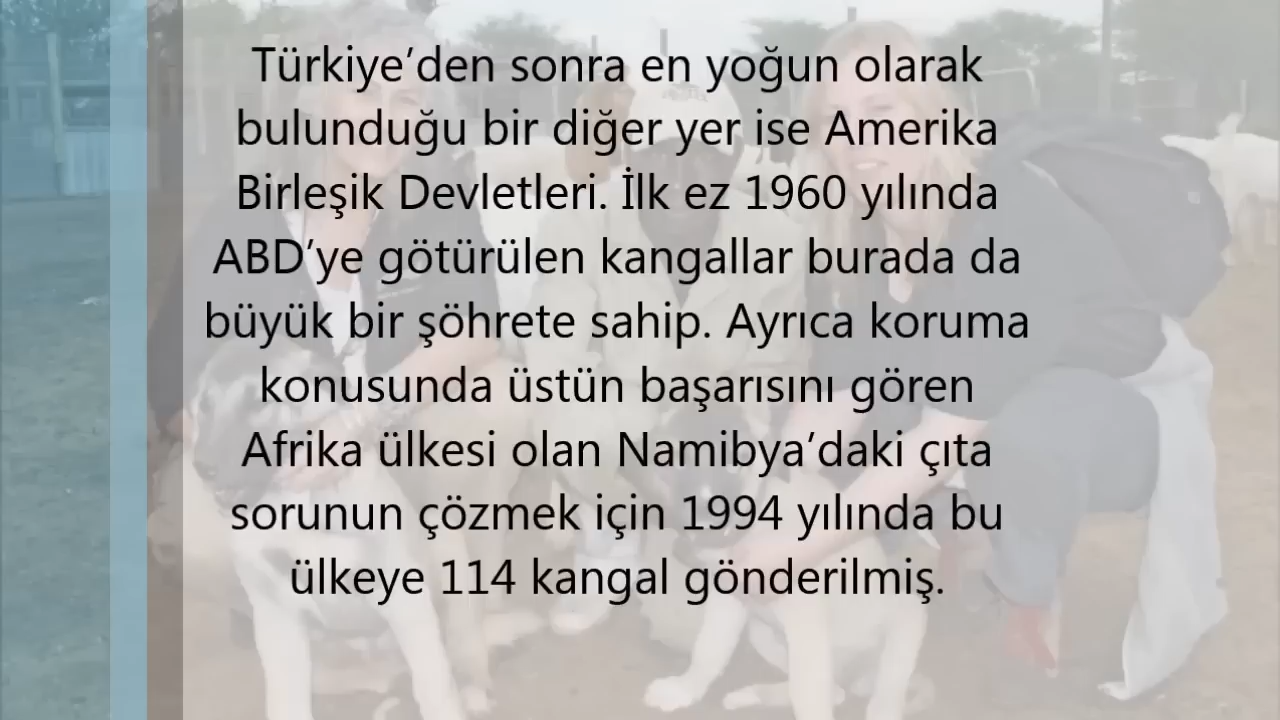 Türkiye’den sonra en yoğun olarak
bulunduğu bir diğer yer ise Amerika
Birleşik Devletleri. İlk ez 1960 yılında
ABD’ye götürülen kangallar burada da
büyük bir şöhrete sahip. Ayrıca koruma
konusunda üstün başarısını gören
Afrika ülkesi olan Namibya’daki çıta
sorunun çözmek için 1994 yılında bu
ülkeye 114 kangal gönderilmiş.